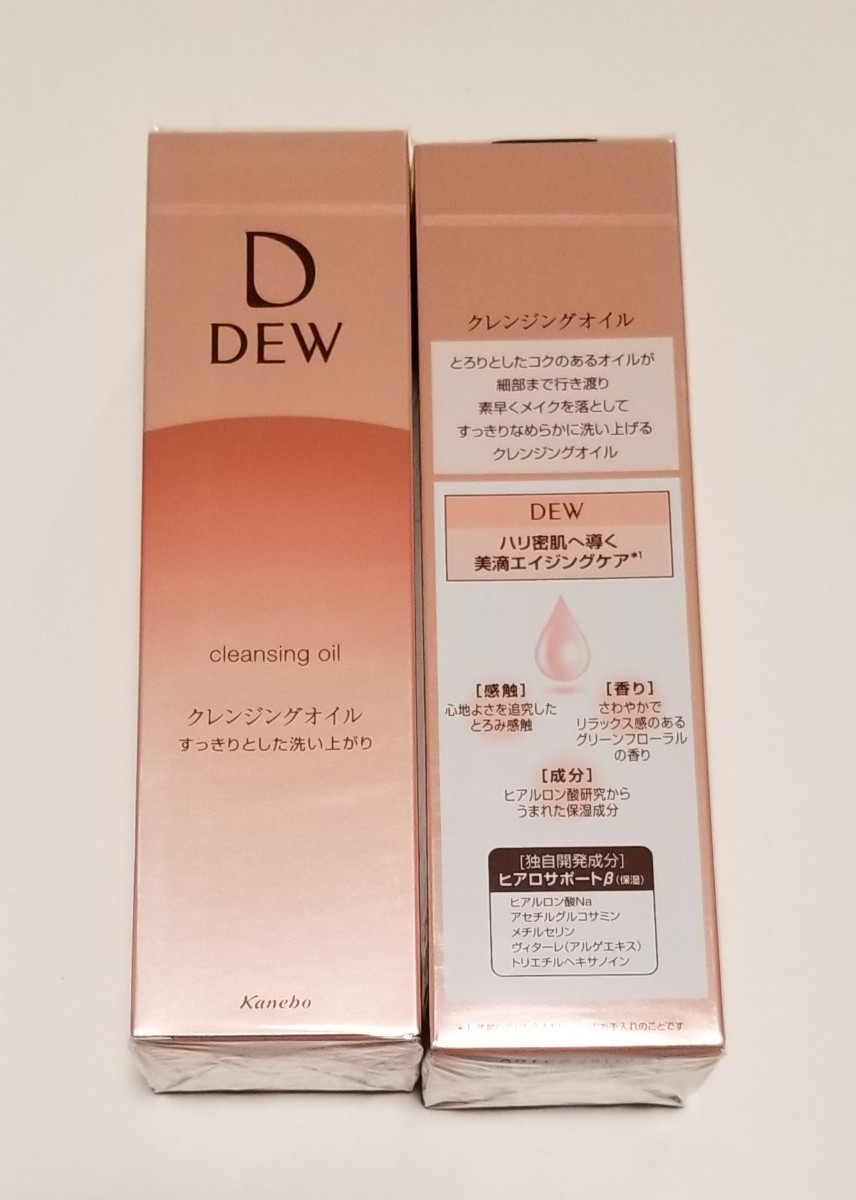 D
DEW
cleansing oil
クレンジングオイル
すっきりとした洗い上がり
Kanebo
クレンジングオイル
とろりとしたコクのあるオイルが
細部まで行き渡り
素早くメイクを落として
すっきりなめらかに洗い上げる
クレンジングオイル
DEW
ハリ密肌へ導く
美滴エイジングケア*1
[感触]
心地よさを追究した
とろみ感触
[香り]
さわやかで
リラックス感のある
グリーンフローラル
の香り
[成分]
ヒアルロン酸研究から
うまれた保湿成分
[独自開発成分]
ヒアロサポートβ(保湿)
ヒアルロン酸Na
アセチルグルコサミン
メチルセリン
ヴィターレ(アルゲエキス)
トリエチルヘキサノイン
お手入れのことです